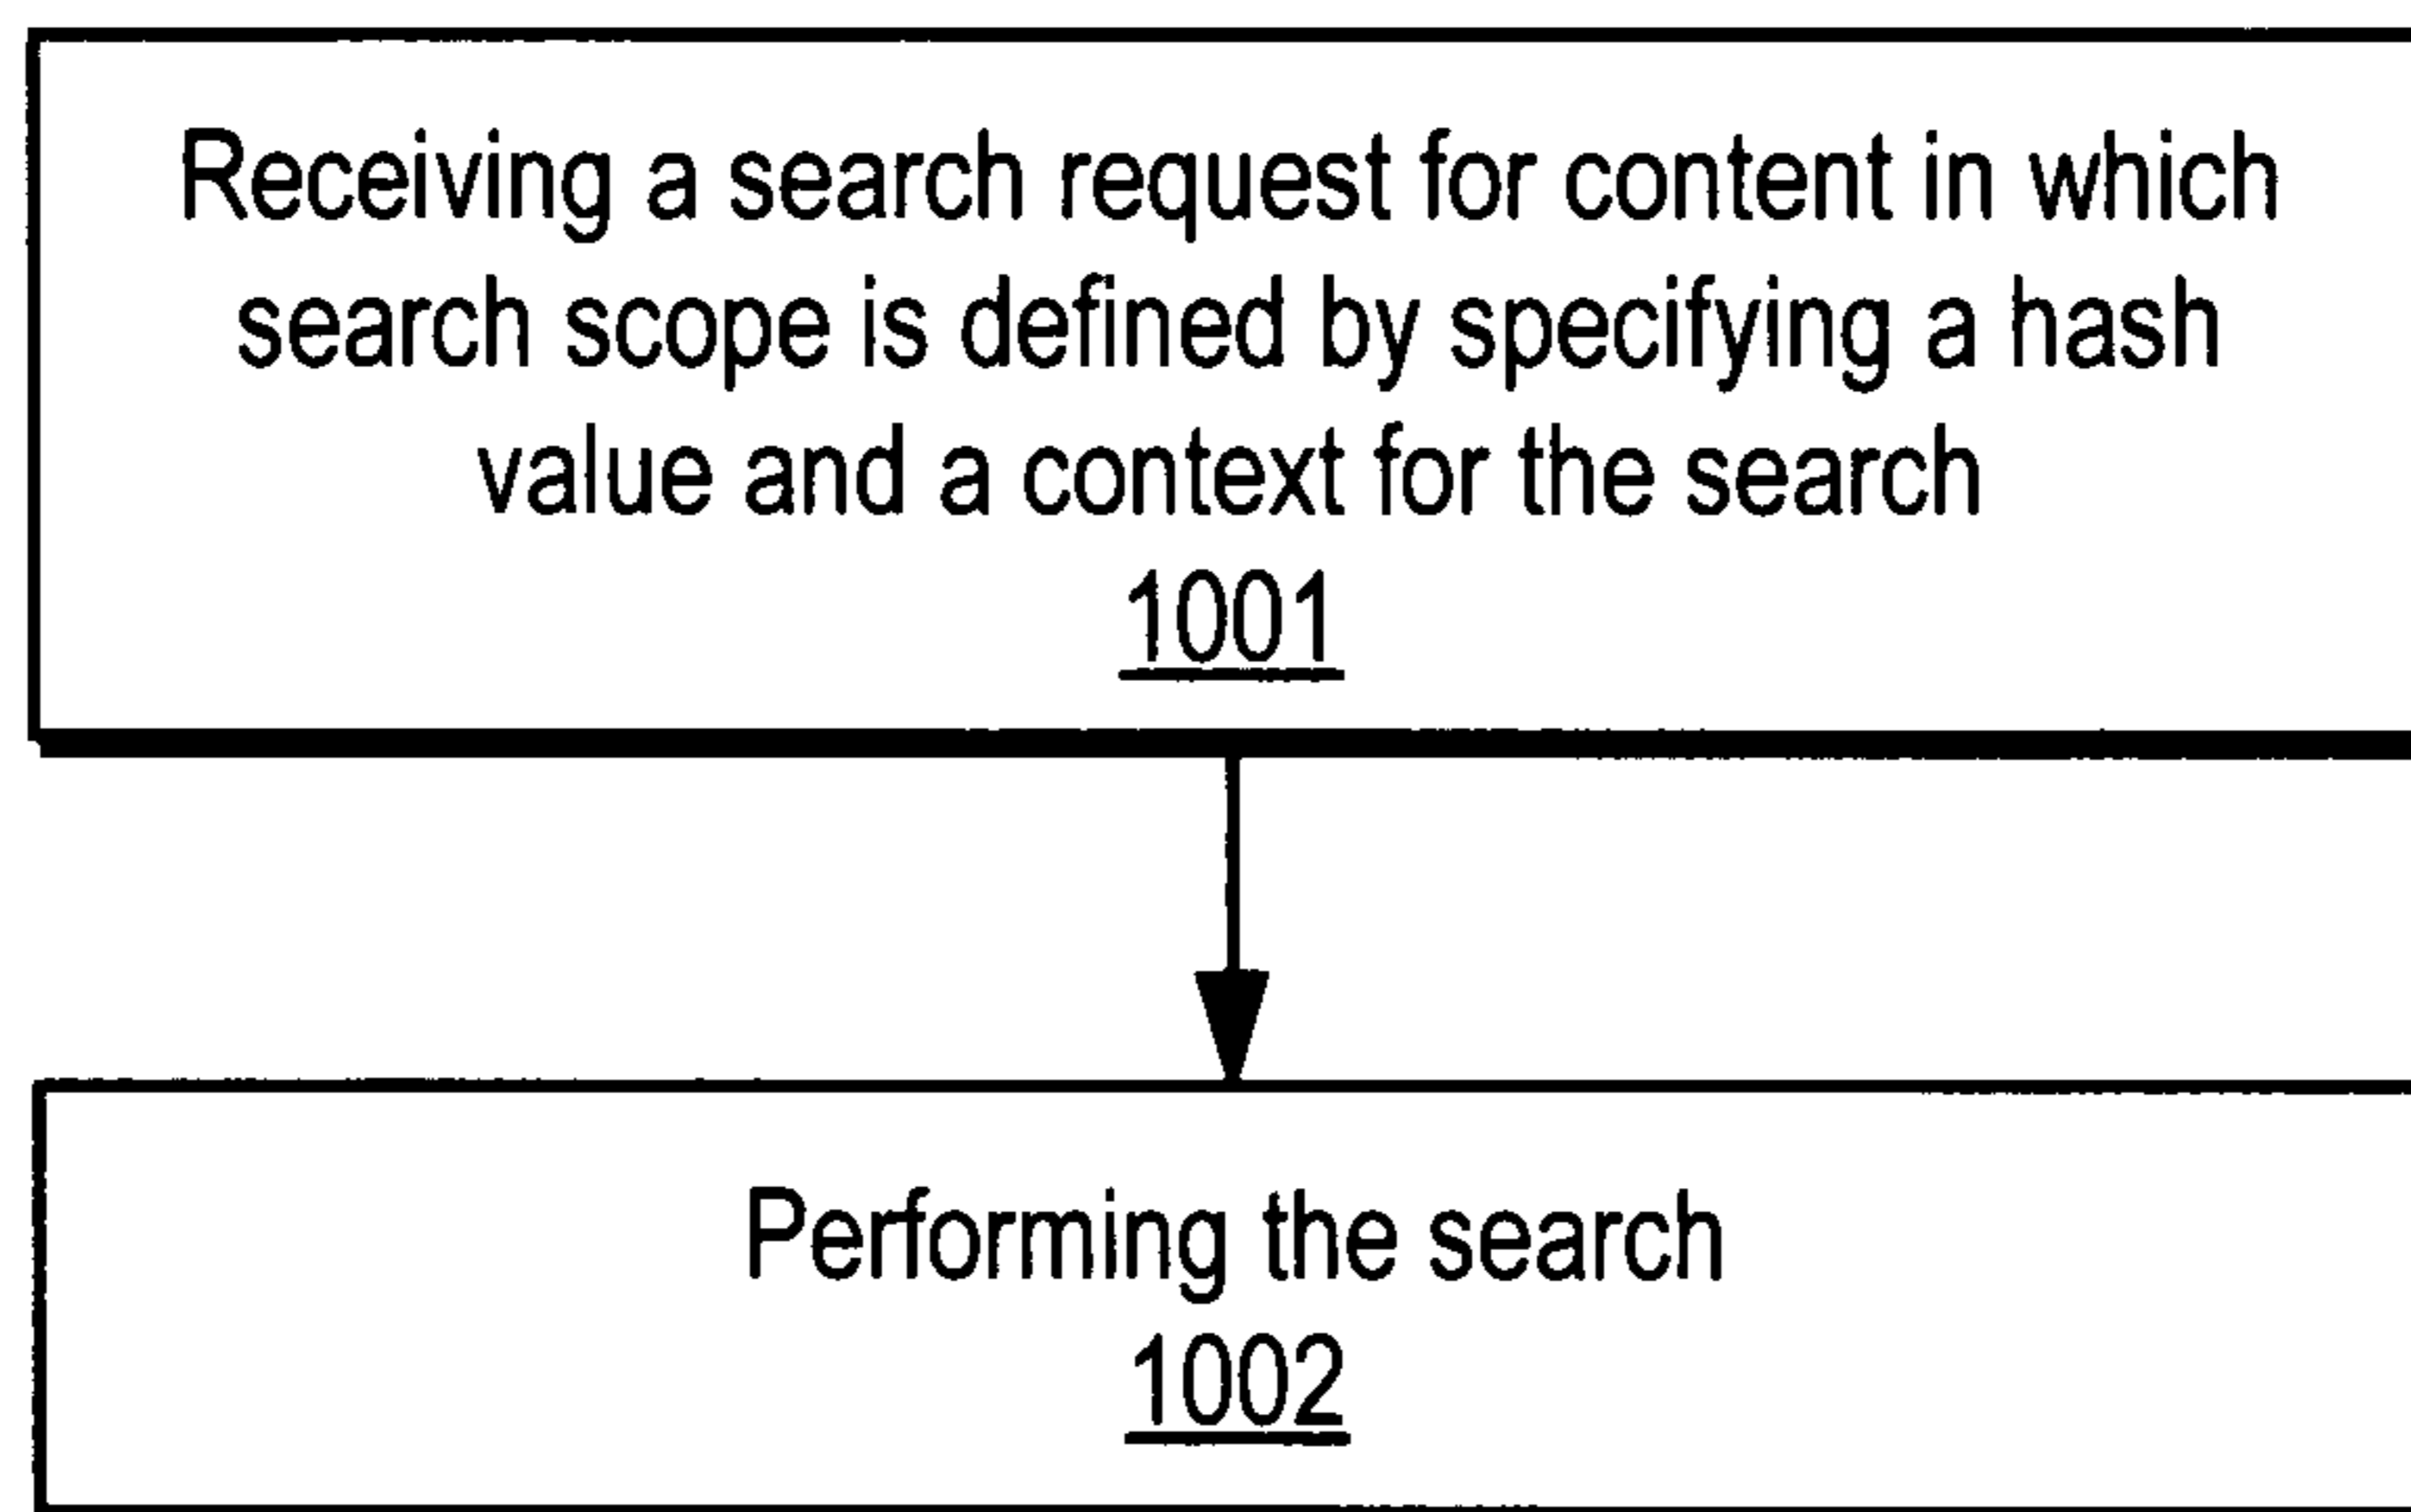 Receiving a search request for content in which
search scope is defined by specifying a hash
value and a context for the search
1001
Performing the search
1002